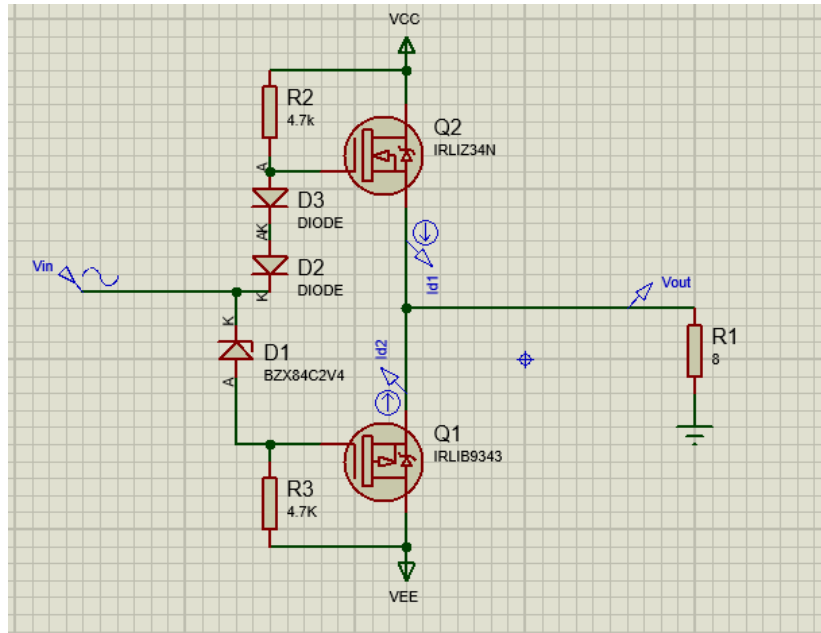 VCC
R2
4.7k
Q2
IRLIZ34N
A
D3
DIODE
AK
D2
DIODE
K
Vin
Id1
Vout
K
D1
BZX84C2V4
A
Id2
R1
8
Q1
IRLIB9343
R3
4.7K
VEE